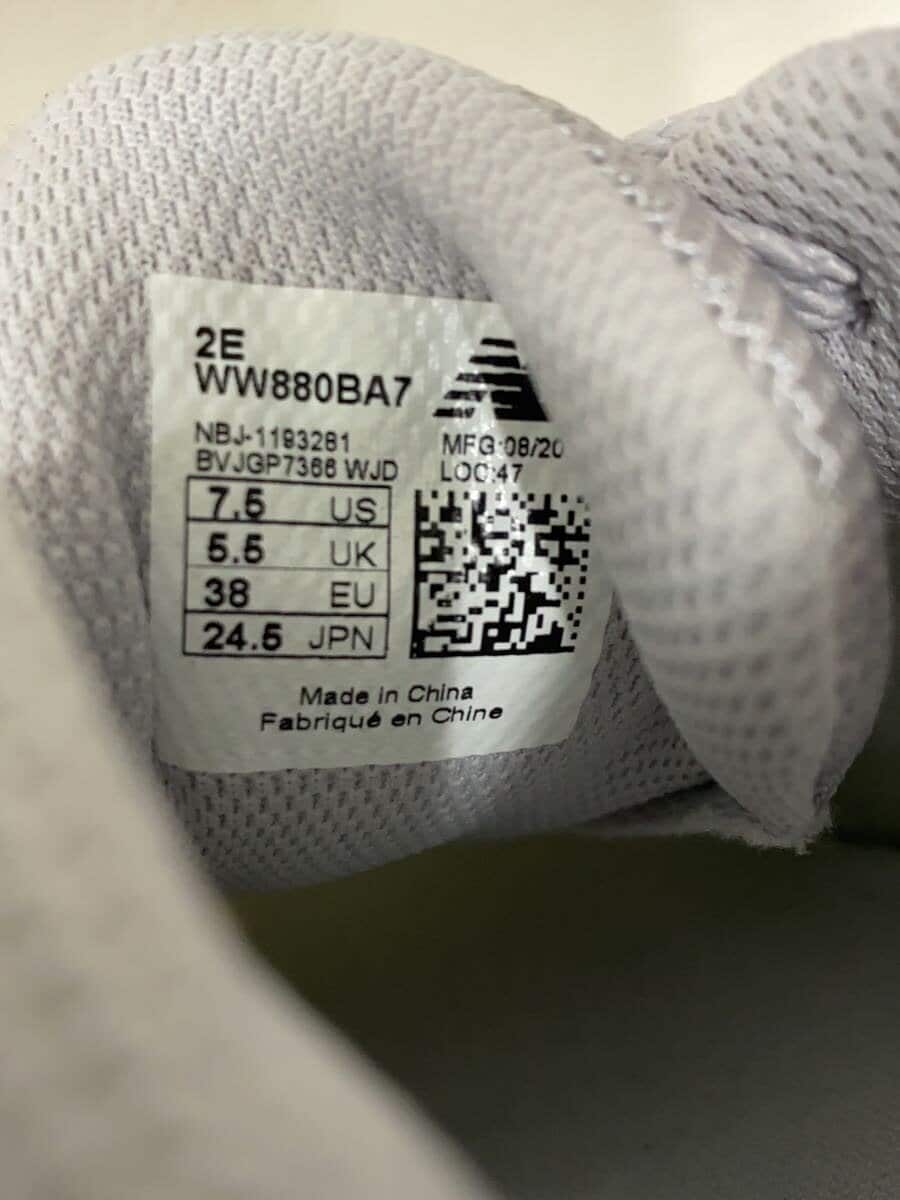 2E
WW880BA7
NBJ-1193281
BVJGP7366 WJD
MFG:08/20
LOC:47
7.5 US
5.5 UK
38 EU
24.5 JPN
Made in China
Fabriqué en Chine